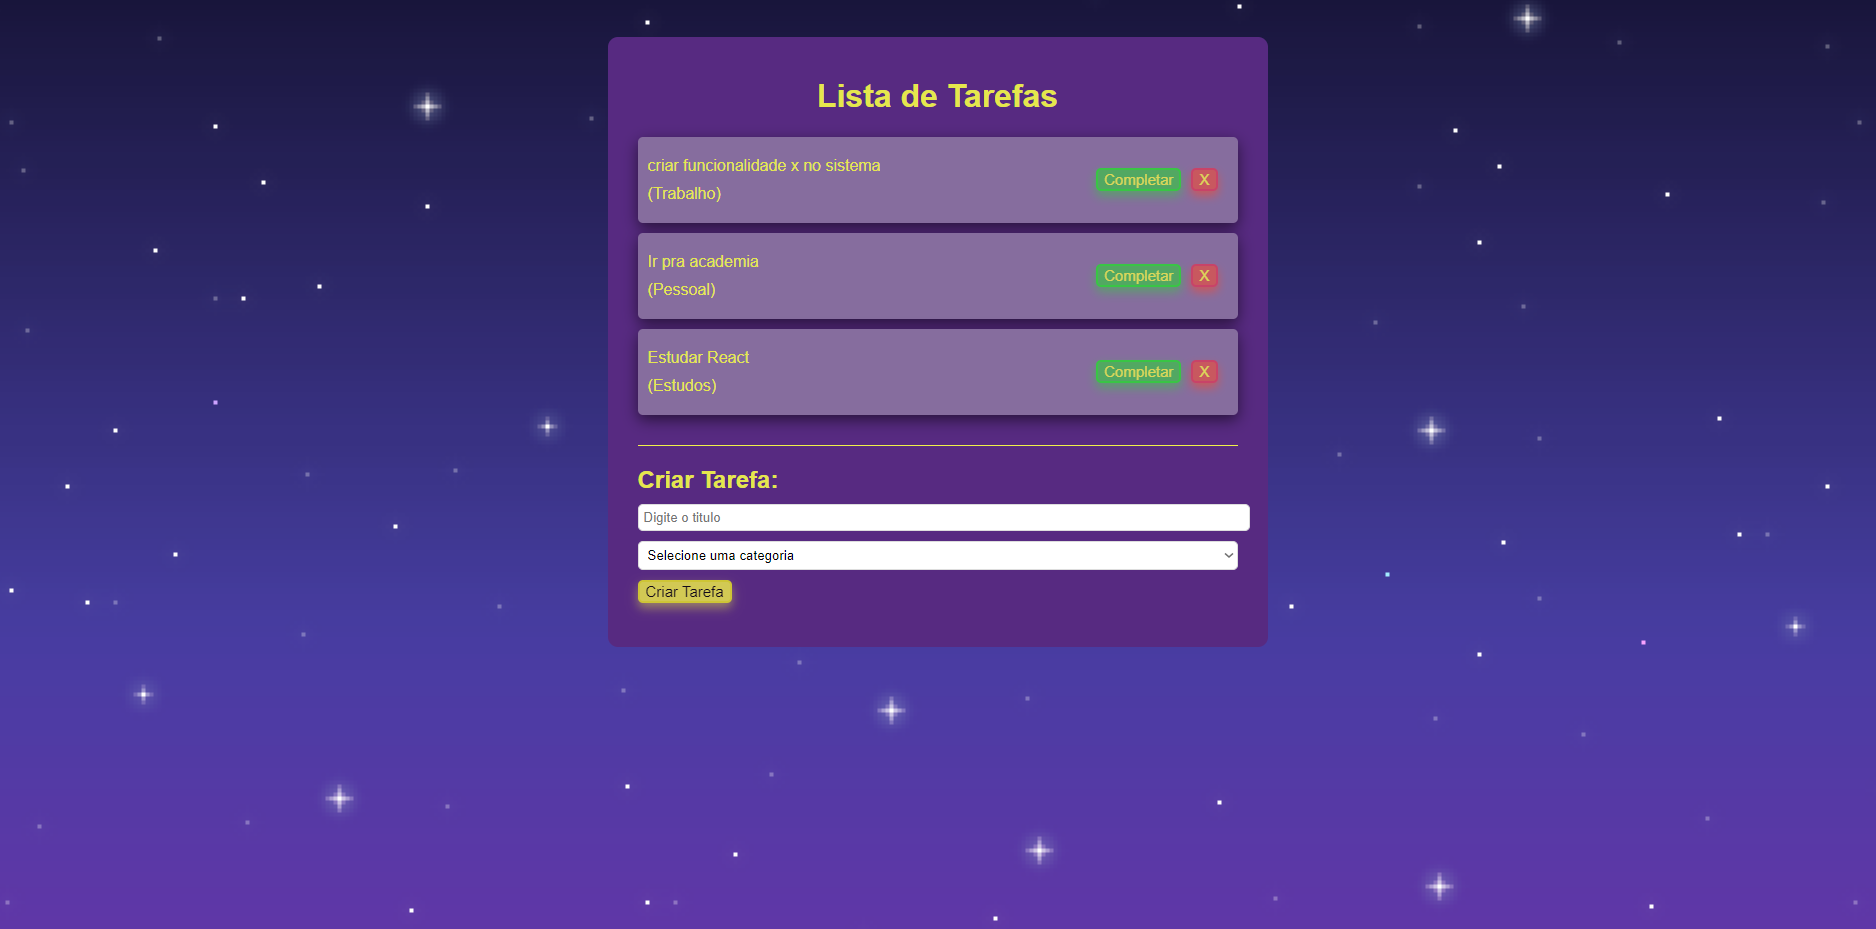 Lista de Tarefas
criar funcionalidade x no sistema
(Trabalho)
Completar X
Ir pra academia
(Pessoal)
Completar X
Estudar React
(Estudos)
Completar X
Criar Tarefa:
Digite o titulo
Selecione uma categoria
Criar Tarefa